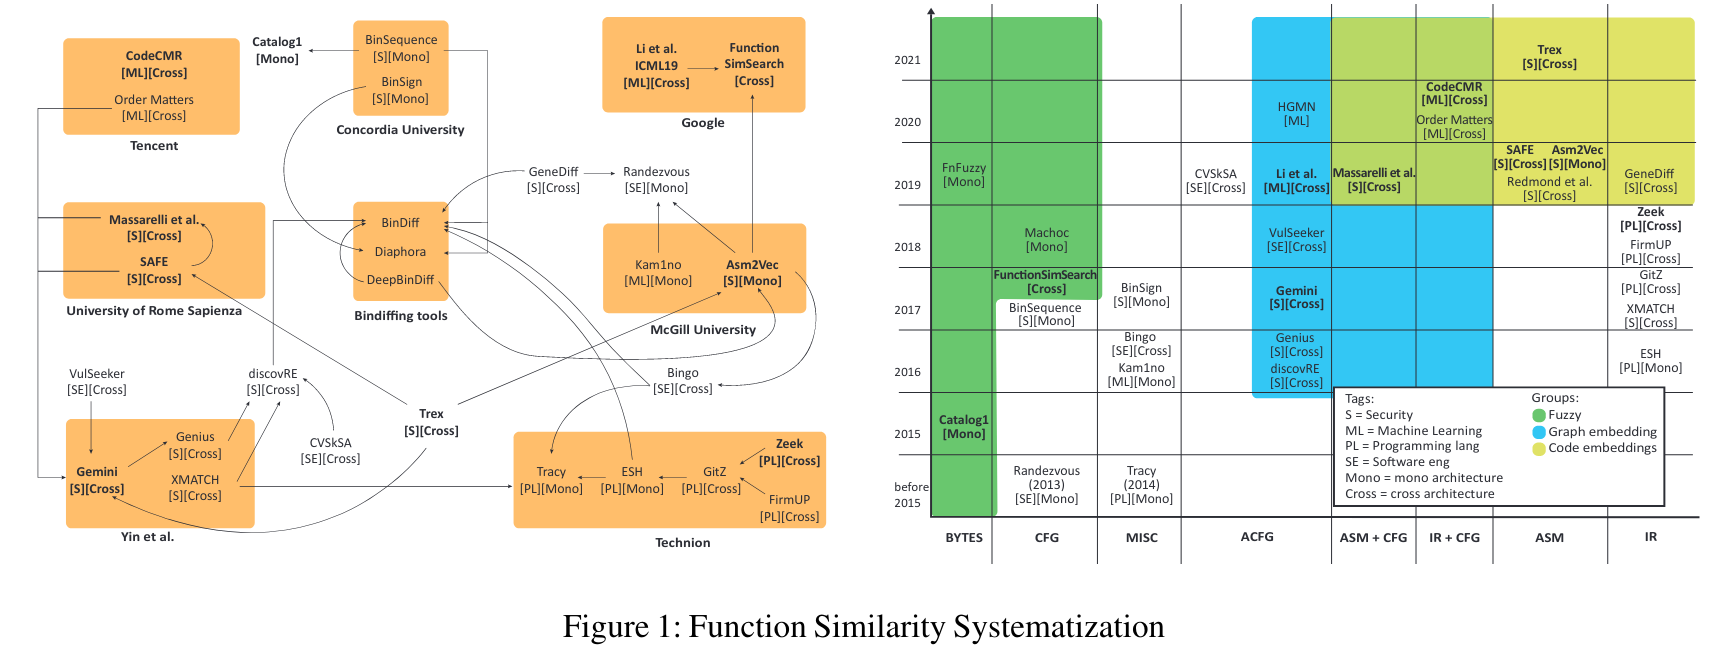 CodeCMR
[ML][Cross]
Order Matters
[ML][Cross]
Tencent
Catalog1
[Mono]
BinSequence
[S][Mono]
BinSign
[S][Mono]
Concordia University
Li et al.
ICML19
[ML][Cross]
Function
SimSearch
[Cross]
Google
GeneDiff
[S][Cross]
Randezvous
[SE][Mono]
Massarelli et al.
[S][Cross]
SAFE
[S][Cross]
University of Rome Sapienza
BinDiff
Diaphora
DeepBinDiff
Bindiffing tools
Kam1no
[ML][Mono]
Asm2Vec
[S][Mono]
McGill University
VulSeeker
[SE][Cross]
discovRE
[S][Cross]
Bingo
[SE][Cross]
Trex
[S][Cross]
CVSkSA
[SE][Cross]
Genius
[S][Cross]
Gemini
[S][Cross]
XMATCH
[S][Cross]
Yin et al.
Zeek
[PL][Cross]
Tracy
[PL][Mono]
ESH
[PL][Mono]
GitZ
[PL][Cross]
FirmUP
[PL][Cross]
Technion
2021
Trex
[S][Cross]
2020
HGMN
[ML]
CodeCMR
[ML][Cross]
Order Matters
[ML][Cross]
2019
FnFuzzy
[Mono]
CVSkSA
[SE][Cross]
Li et al.
[ML][Cross]
Massarelli et al.
[S][Cross]
SAFE
[S][Cross]
Asm2Vec
[S][Mono]
Redmond et al.
[S][Cross]
GeneDiff
[S][Cross]
2018
Machoc
[Mono]
VulSeeker
[SE][Cross]
Zeek
[PL][Cross]
FirmUP
[PL][Cross]
2017
FunctionSimSearch
[Cross]
BinSequence
[S][Mono]
BinSign
[S][Mono]
Gemini
[S][Cross]
GitZ
[PL][Cross]
XMATCH
[S][Cross]
2016
Bingo
[SE][Cross]
Kam1no
[ML][Mono]
Genius
[S][Cross]
discovRE
[S][Cross]
ESH
[PL][Mono]
2015
Catalog1
[Mono]
before
2015
Randezvous
(2013)
[SE][Mono]
Tracy
(2014)
[PL][Mono]
Tags:
S = Security
ML = Machine Learning
PL = Programming lang
SE = Software eng
Mono = mono architecture
Cross = cross architecture
Groups:
Fuzzy
Graph embedding
Code embeddings
BYTES
CFG
MISC
ACFG
ASM + CFG
IR + CFG
ASM
IR
Figure 1: Function Similarity Systematization